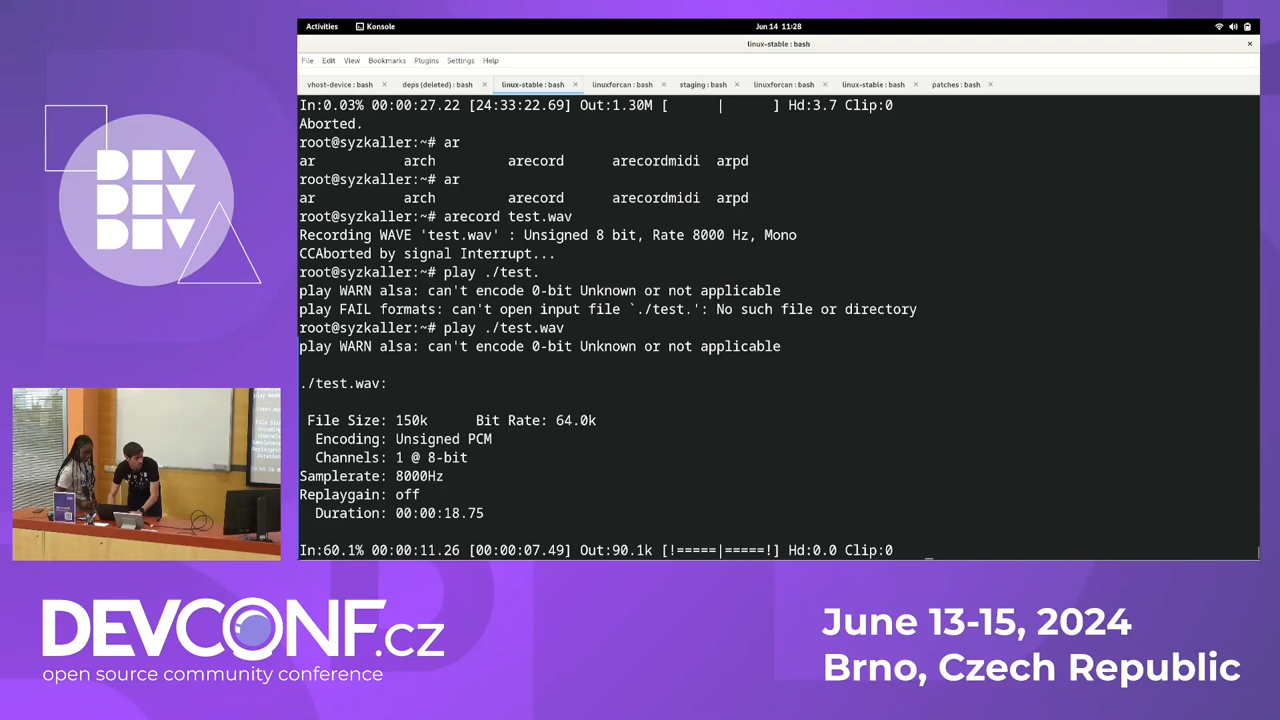 Activities Konsole Jun 14 11:28
linux-stable : bash
File Edit View Bookmarks Plugins Settings Help
vhost-device : bash deps (deleted) : bash linux-stable : bash linuxforcan : bash staging : bash linuxforcan : bash linux-stable : bash patches : bash
In:0.03% 00:00:27.22 [24:33:22.69] Out:1.30M [      |      ] Hd:3.7 Clip:0
Aborted.
root@syzkaller:~# ar
ar arch arecord arecordmidi arpd
root@syzkaller:~# ar
ar arch arecord arecordmidi arpd
root@syzkaller:~# arecord test.wav
Recording WAVE 'test.wav' : Unsigned 8 bit, Rate 8000 Hz, Mono
CCAborted by signal Interrupt...
root@syzkaller:~# play ./test.
play WARN alsa: can't encode 0-bit Unknown or not applicable
play FAIL formats: can't open input file `./test.': No such file or directory
root@syzkaller:~# play ./test.wav
play WARN alsa: can't encode 0-bit Unknown or not applicable
./test.wav:
File Size: 150k Bit Rate: 64.0k
Encoding: Unsigned PCM
Channels: 1 @ 8-bit
Samplerate: 8000Hz
Replaygain: off
Duration: 00:00:18.75
In:60.1% 00:00:11.26 [00:00:07.49] Out:90.1k [!=====|=====!] Hd:0.0 Clip:0
DEV
DEV
DEV
DEVCONF.cz
open source community conference
June 13-15, 2024
Brno, Czech Republic